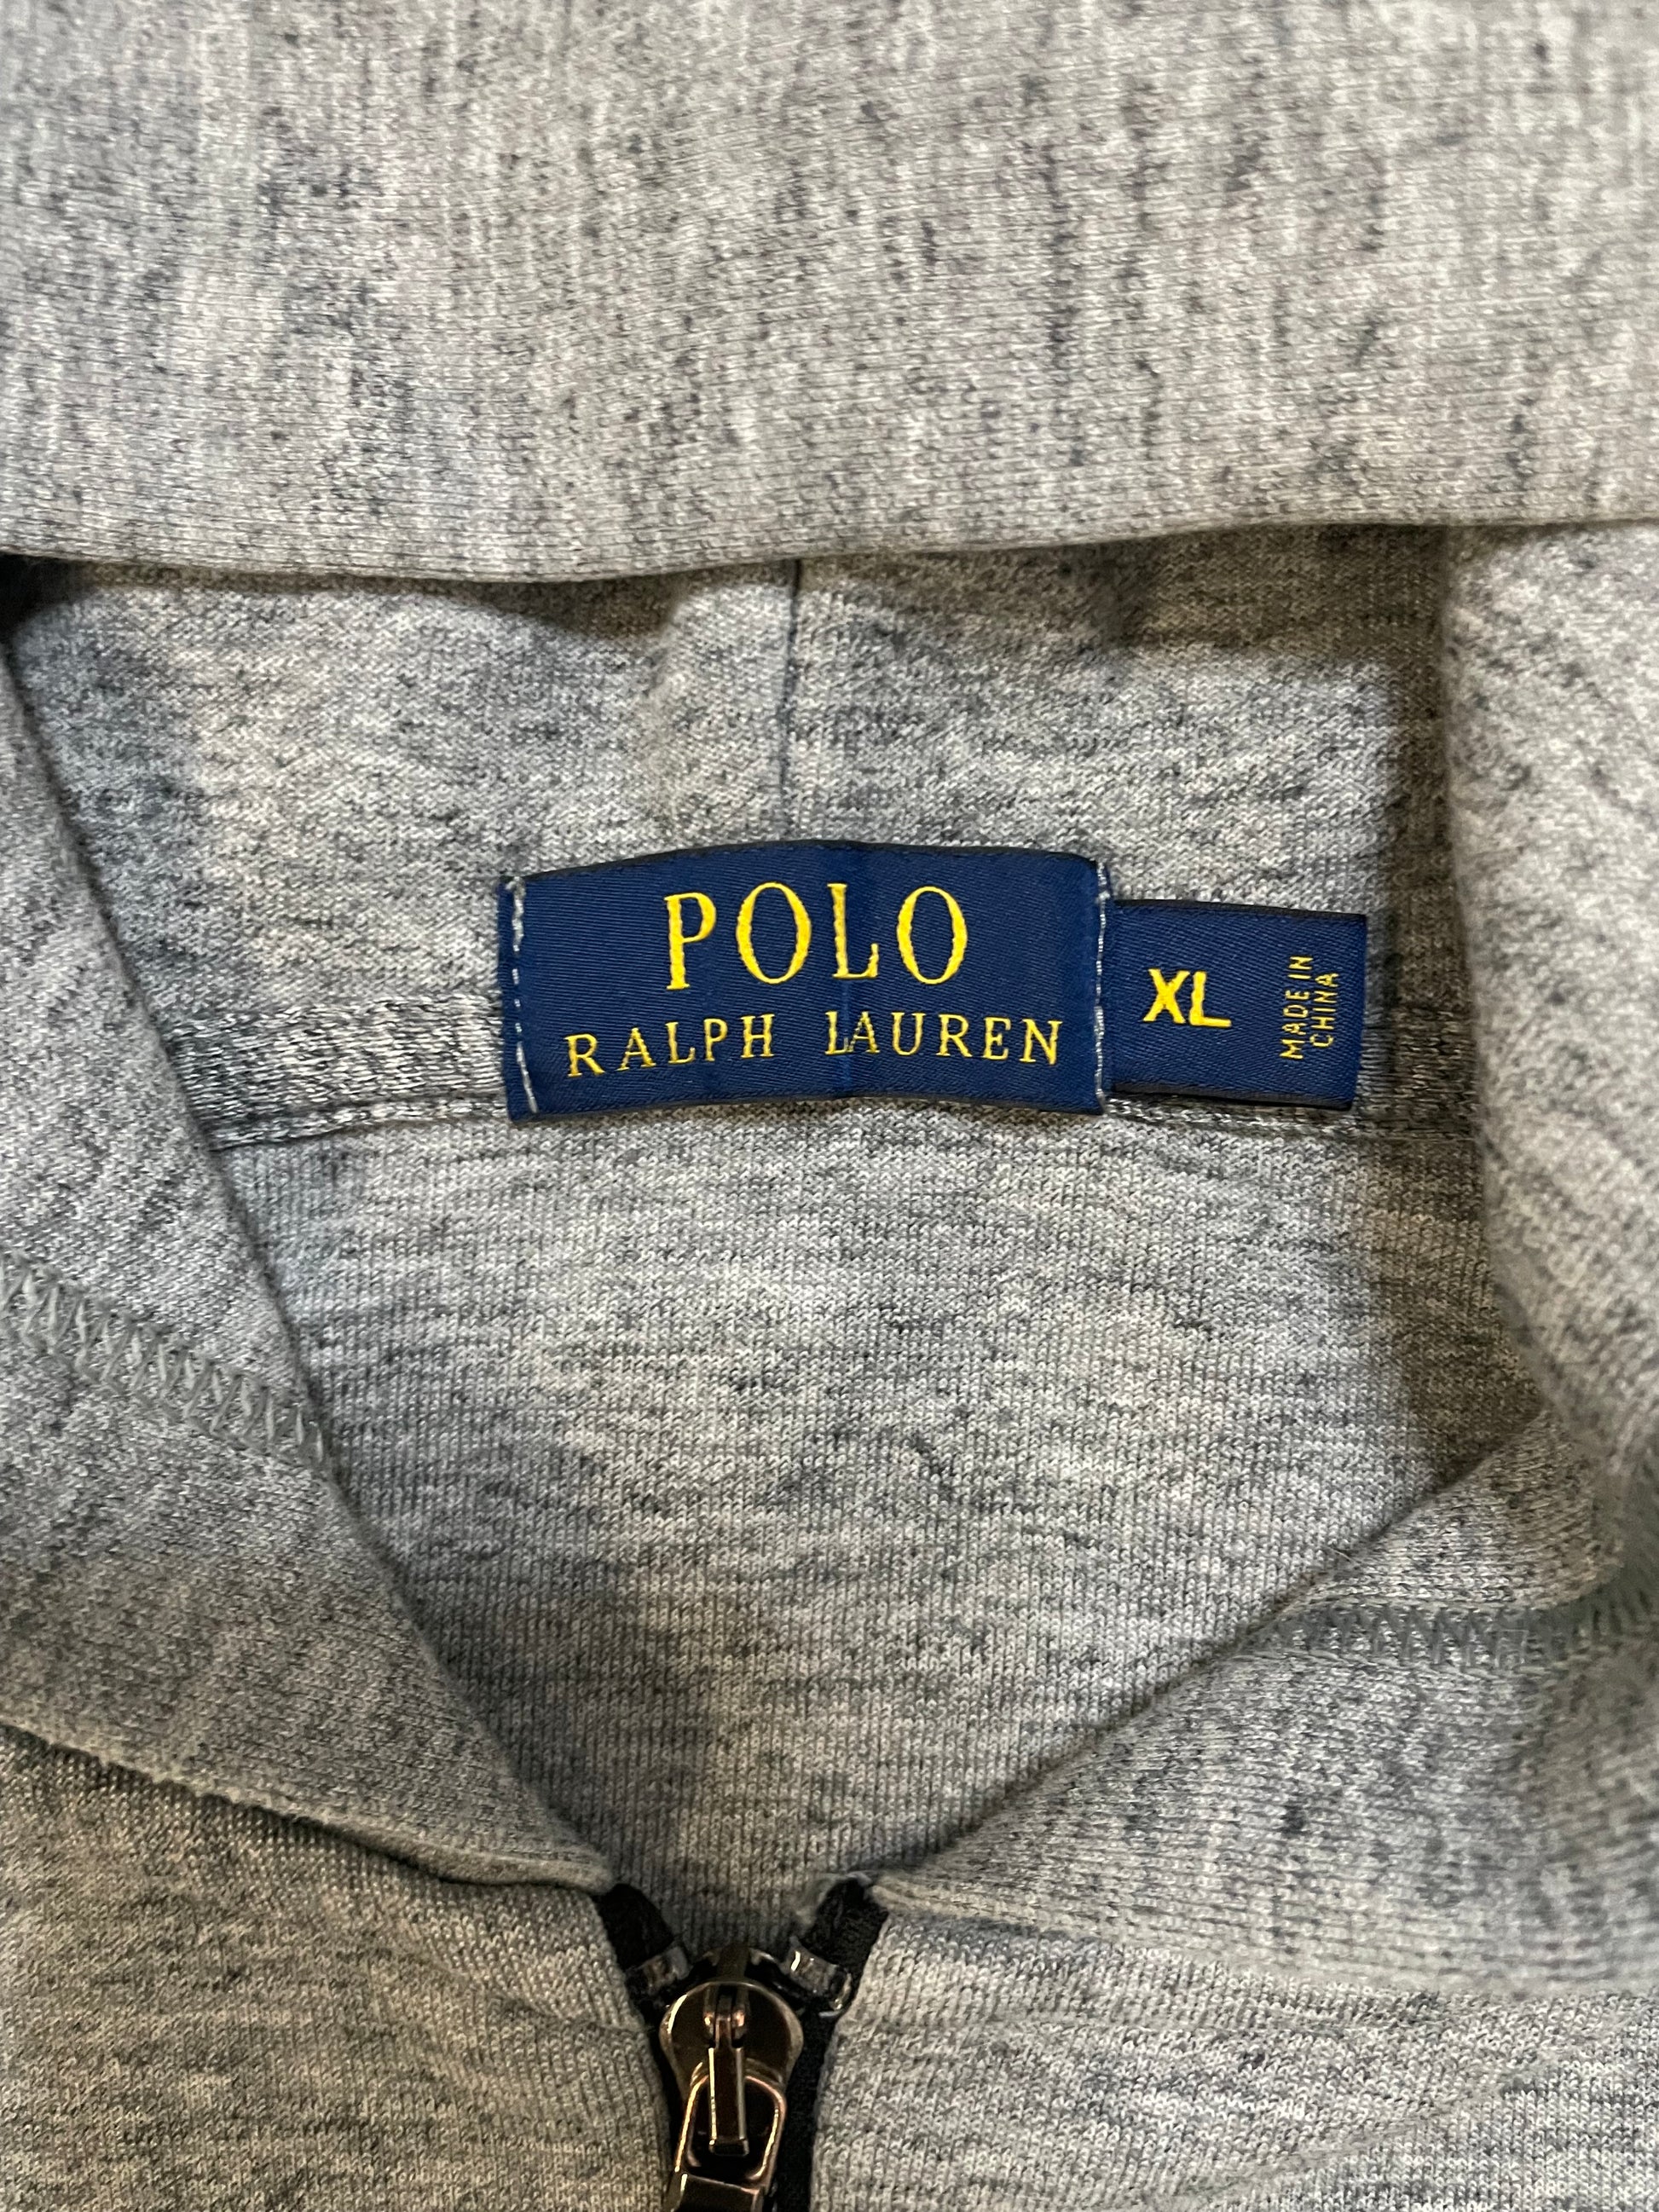 POLO
RALPH LAUREN
XL
MADE IN
CHINA